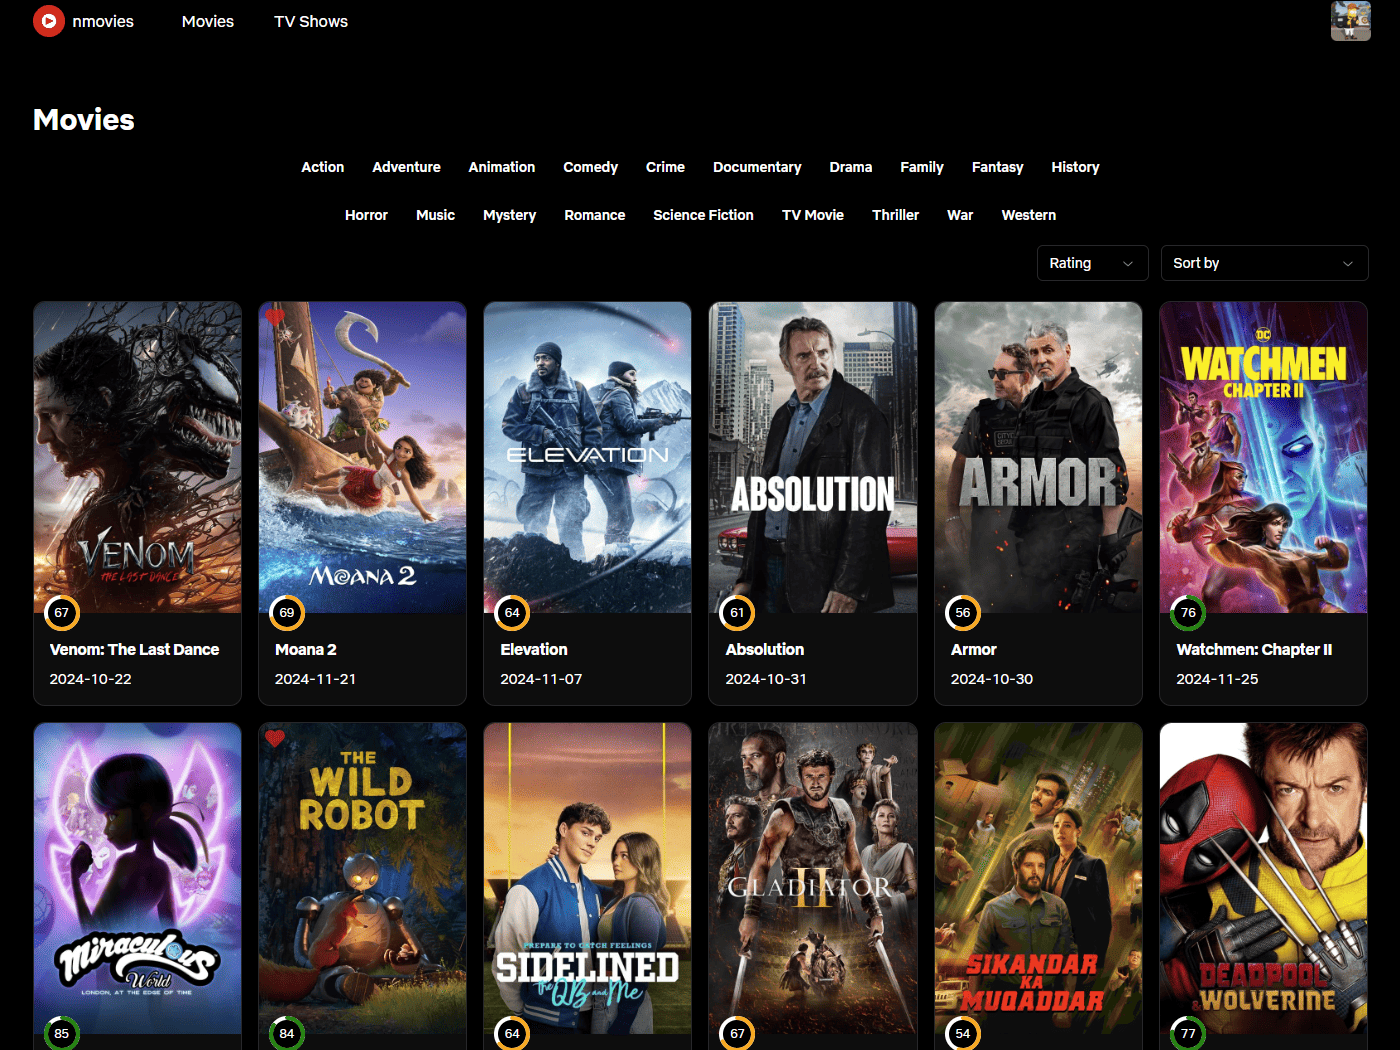 nmovies Movies TV Shows
Movies
Action Adventure Animation Comedy Crime Documentary Drama Family Fantasy History
Horror Music Mystery Romance Science Fiction TV Movie Thriller War Western
Rating Sort by
VENOM
THE LAST DANCE
MOANA 2
ELEVATION
ABSOLUTION
ARMOR
DC
WATCHMEN
CHAPTER II
67 69 64 61 56 76
Venom: The Last Dance Moana 2 Elevation Absolution Armor Watchmen: Chapter II
2024-10-22 2024-11-21 2024-11-07 2024-10-31 2024-10-30 2024-11-25
Miraculous
World
LONDON, AT THE EDGE OF TIME
THE
WILD
ROBOT
PREPARE TO CATCH FEELINGS
SIDELINED
The QB and Me
GLADIATOR
II
SIKANDAR
KA
MUQADDAR
DEADPOOL
& WOLVERINE
85 84 64 67 54 77